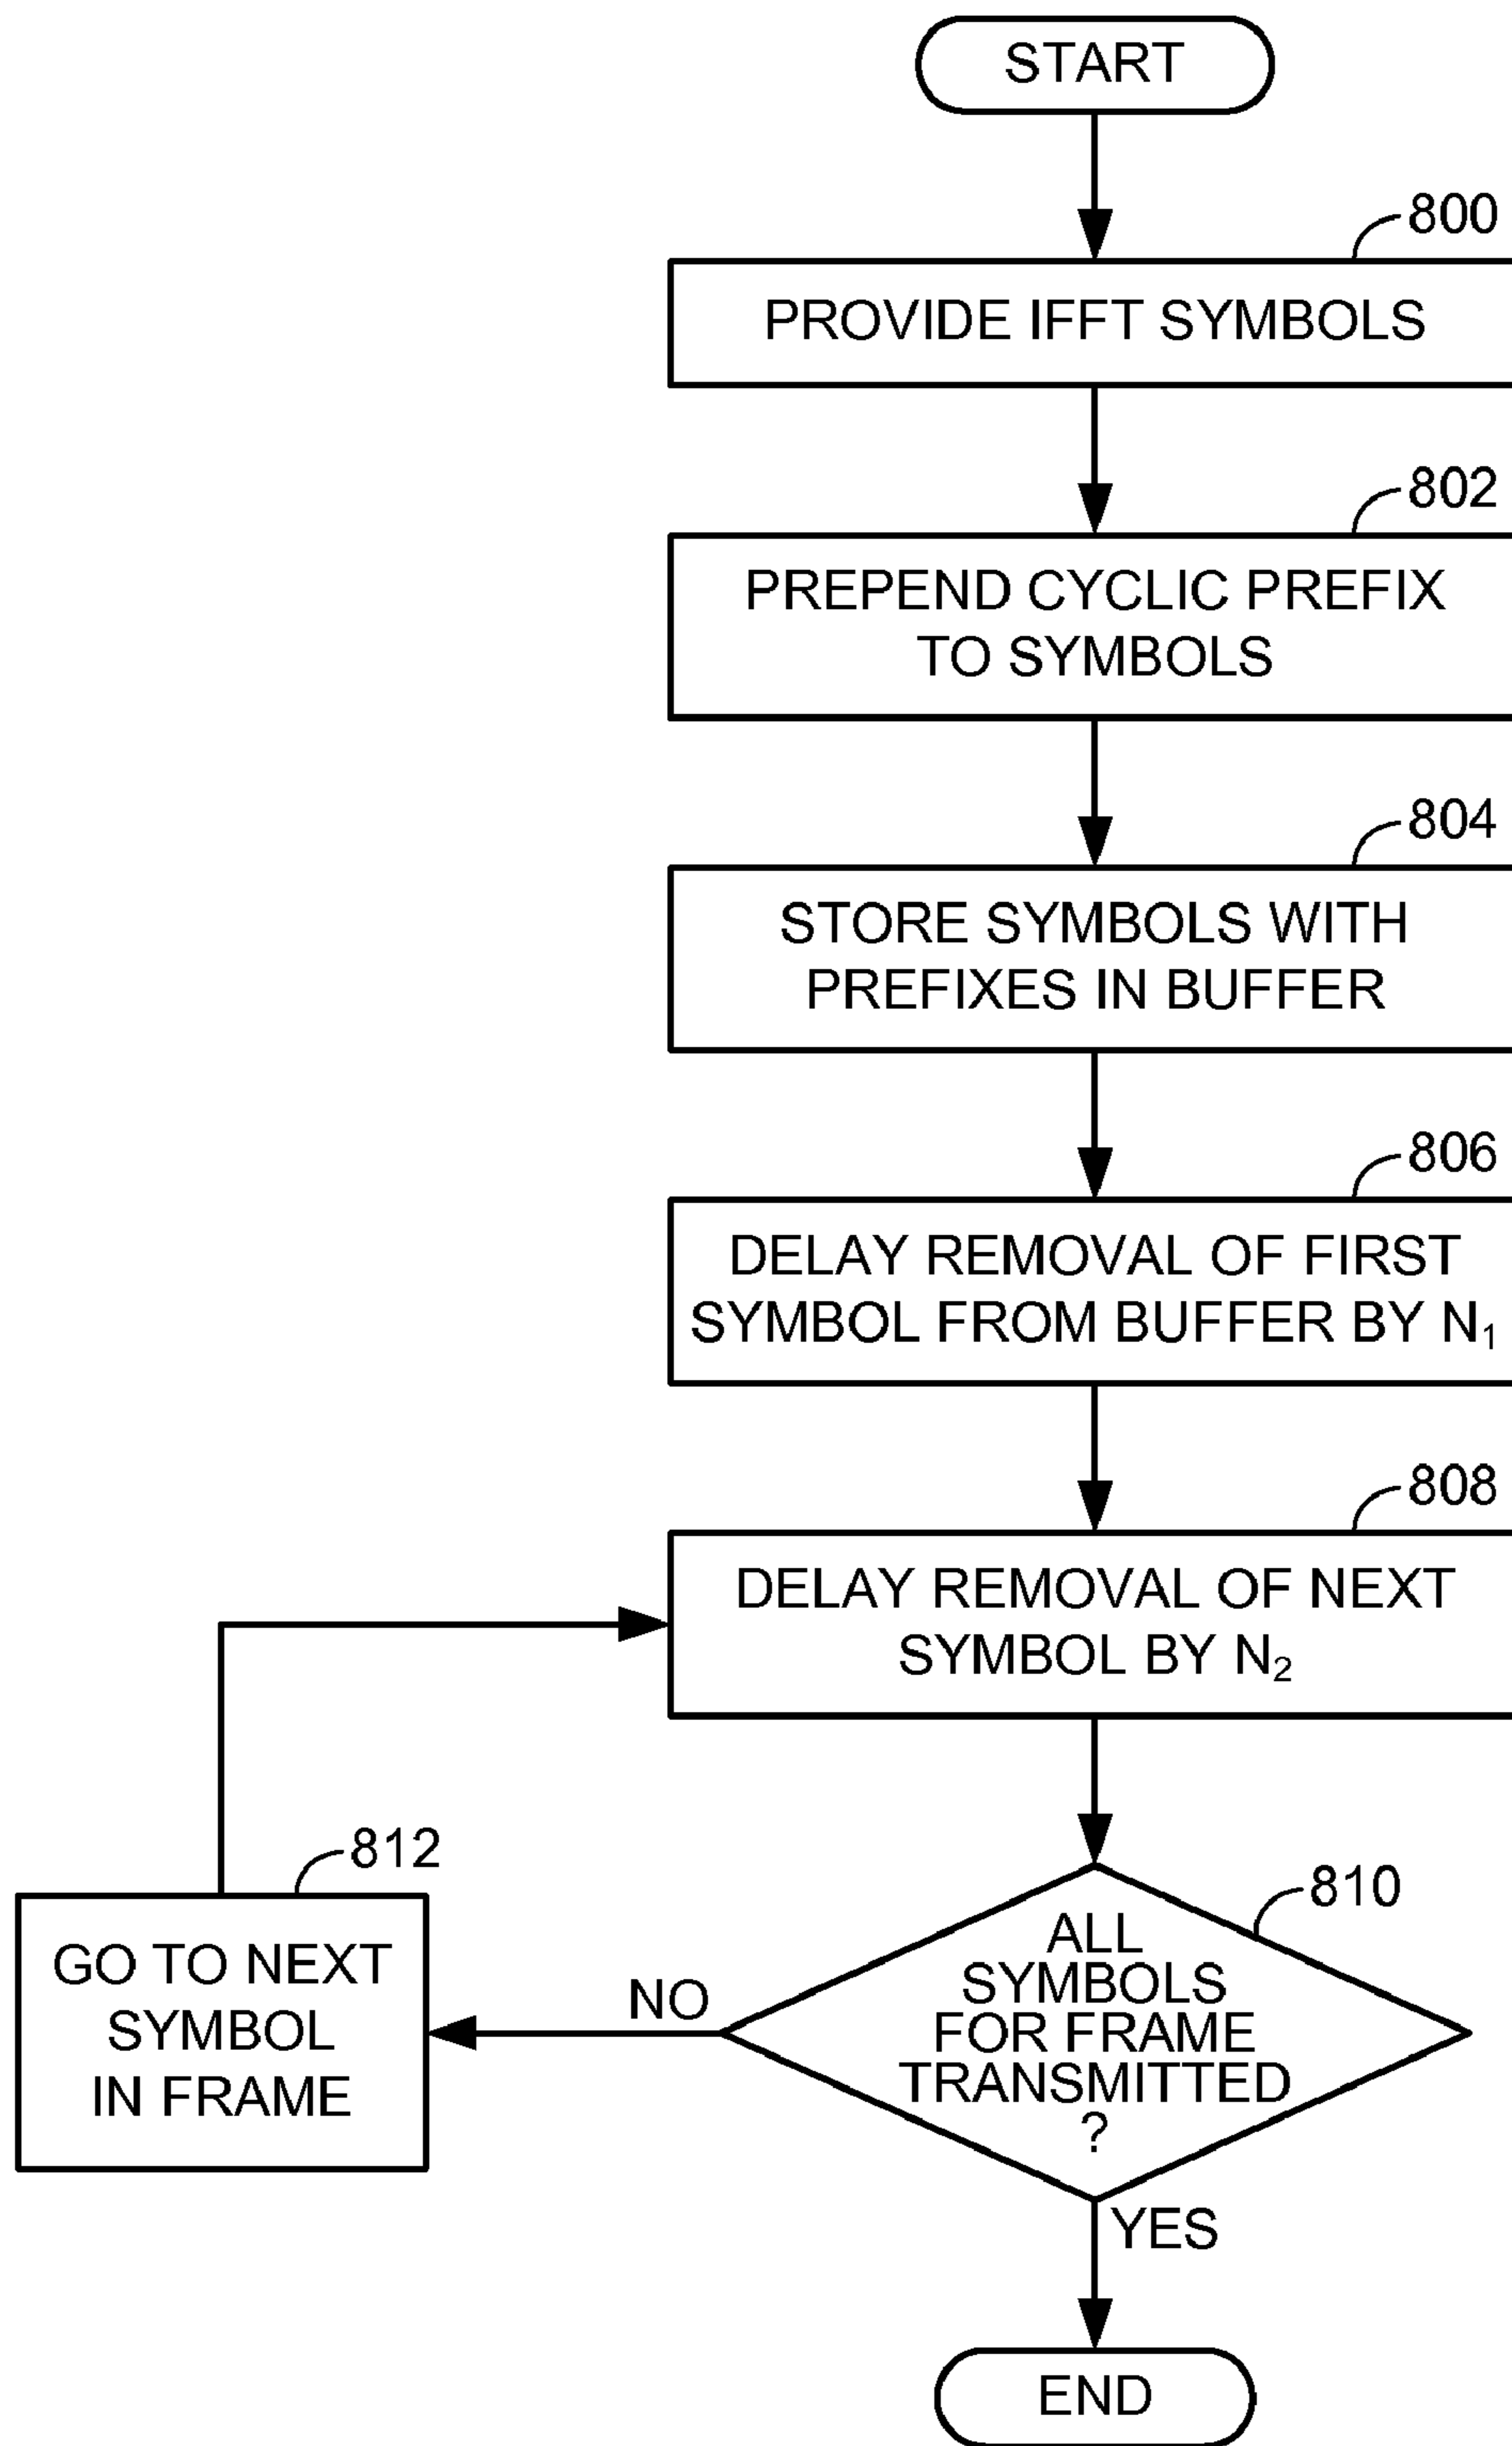 START
800
PROVIDE IFFT SYMBOLS
802
PREPEND CYCLIC PREFIX
TO SYMBOLS
804
STORE SYMBOLS WITH
PREFIXES IN BUFFER
806
DELAY REMOVAL OF FIRST
SYMBOL FROM BUFFER BY N₁
808
DELAY REMOVAL OF NEXT
SYMBOL BY N₂
812
GO TO NEXT
SYMBOL
IN FRAME
NO
810
ALL
SYMBOLS
FOR FRAME
TRANSMITTED
?
YES
END